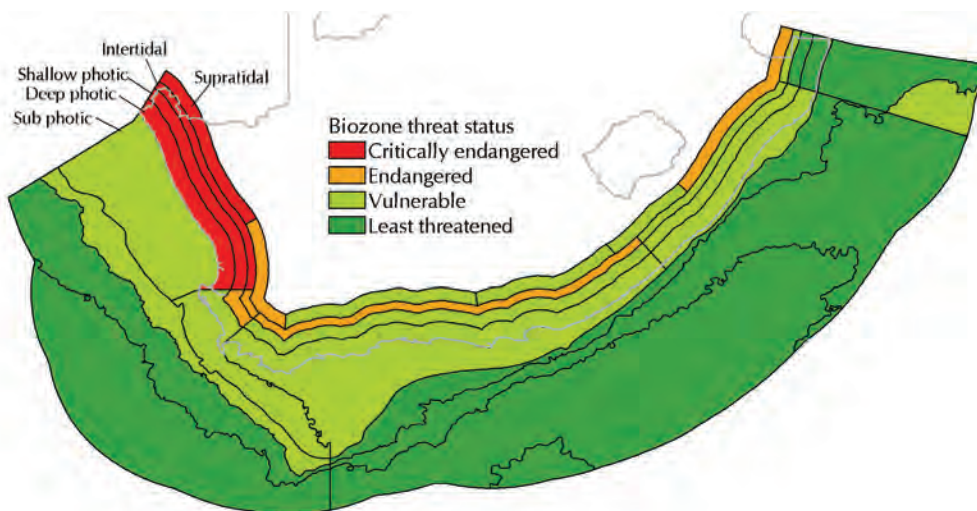 Intertidal
Shallow photic
Supratidal
Deep photic
Sub photic
Biozone threat status
Critically endangered
Endangered
Vulnerable
Least threatened